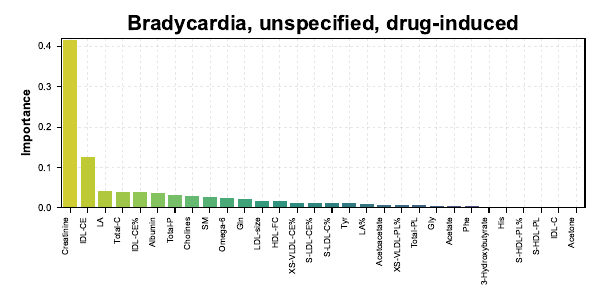 Bradycardia, unspecified, drug-induced
Importance
0.4
0.3
0.2
0.1
0.0
Creatinine
IDL-CE
LA
Total-C
IDL-CE%
Albumin
Total-P
Cholines
SM
Omega-6
Gln
LDL-size
HDL-FC
XS-VLDL-CE%
S-LDL-CE%
S-LDL-C%
Tyr
LA%
Acetoacetate
XS-VLDL-PL%
Total-PL
Gly
Acetate
Phe
3-Hydroxybutyrate
His
S-HDL-PL%
S-HDL-PL
IDL-C
Acetone